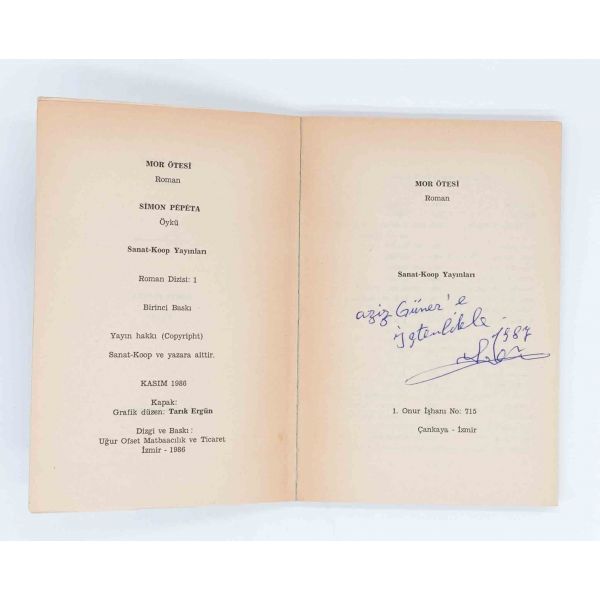 MOR ÖTESİ
Roman
SİMON PÉPÉTA
Öykü
Sanat-Koop Yayınları
Roman Dizisi: 1
Birinci Baskı
Yayın hakkı (Copyripht)
Sanat-Koop ve yazara aittir.
KASIM 1986
Kapak:
Grafik düzen: Tarık Ergün
Dizgi ve Baskı:
Uğur Ofset Matbaacılık ve Ticaret
İzmir - 1986
MOR ÖTESİ
Roman
Sanat-Koop Yayınları
aziz Güner'e
içtenlikle
1987
1. Onur İşhanı No: 715
Çankaya - İzmir